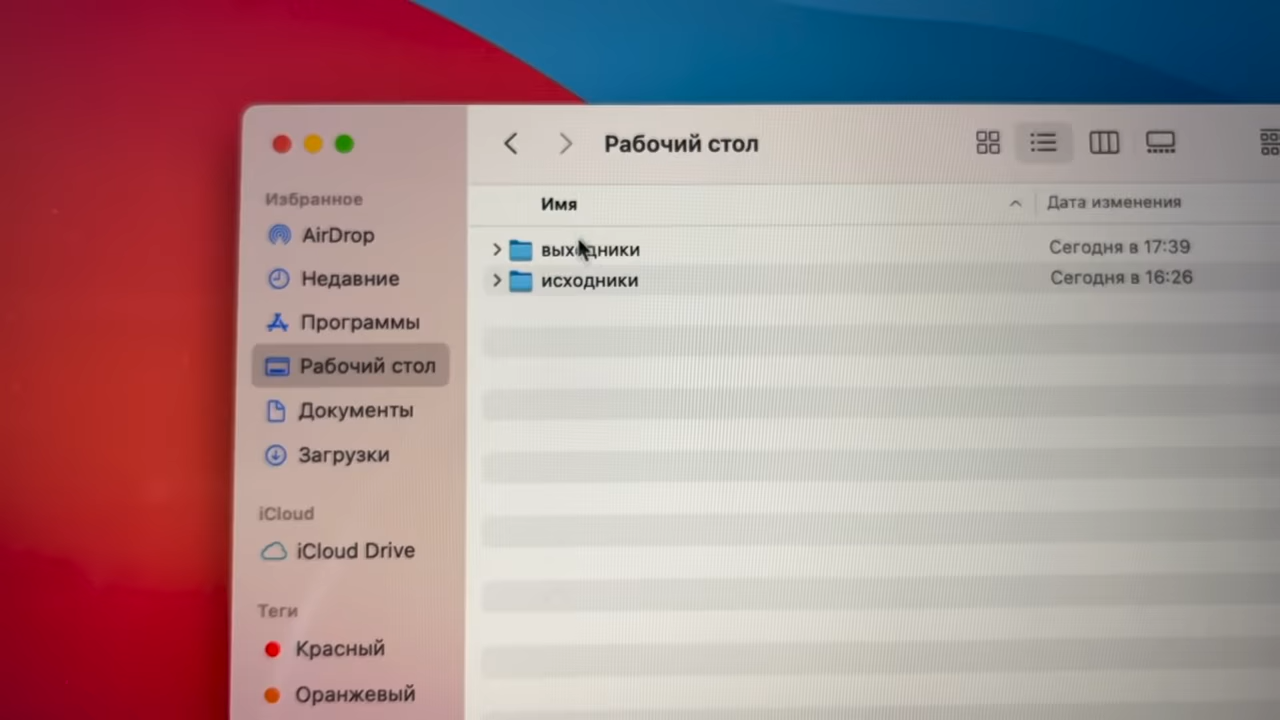 Рабочий стол
Избранное
AirDrop
Недавние
Программы
Рабочий стол
Документы
Загрузки
iCloud
iCloud Drive
Теги
Красный
Оранжевый
Имя Дата изменения
выходники Сегодня в 17:39
исходники Сегодня в 16:26